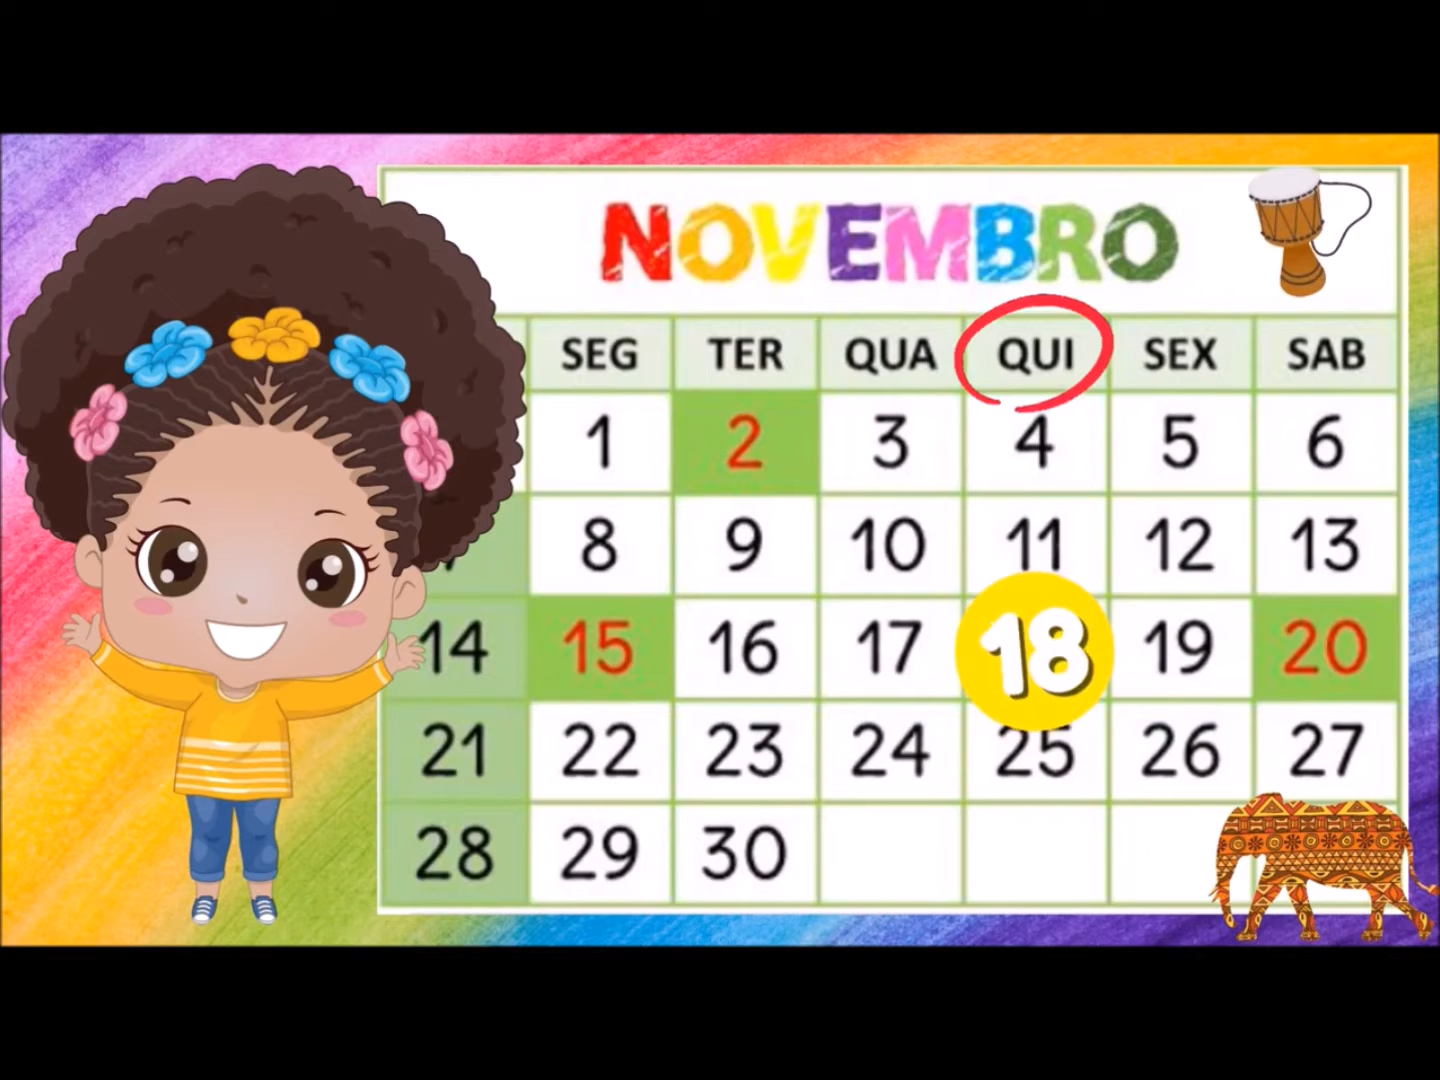 NOVEMBRO
SEG TER QUA QUI SEX SAB
1 2 3 4 5 6
8 9 10 11 12 13
14 15 16 17 18 19 20
21 22 23 24 25 26 27
28 29 30